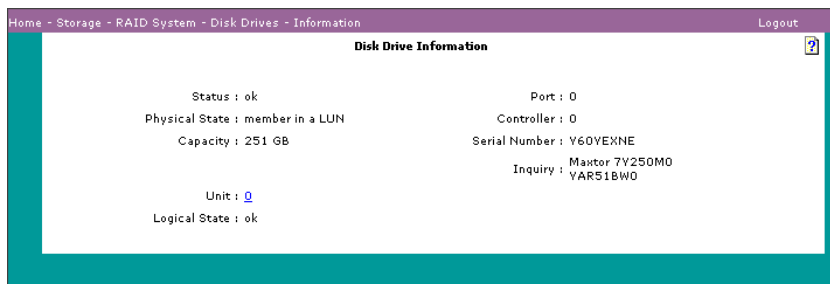 Home - Storage - RAID System - Disk Drives - Information
Logout
Disk Drive Information
?
Status : ok
Physical State : member in a LUN
Capacity : 251 GB
Unit : 0
Logical State : ok
Port : 0
Controller : 0
Serial Number : Y60YEXNE
Inquiry : Maxtor 7Y250M0
YAR51BW0